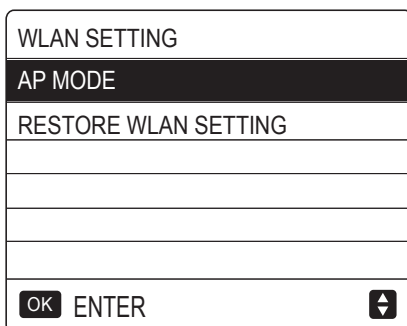 WLAN SETTING
AP MODE
RESTORE WLAN SETTING
OK ENTER